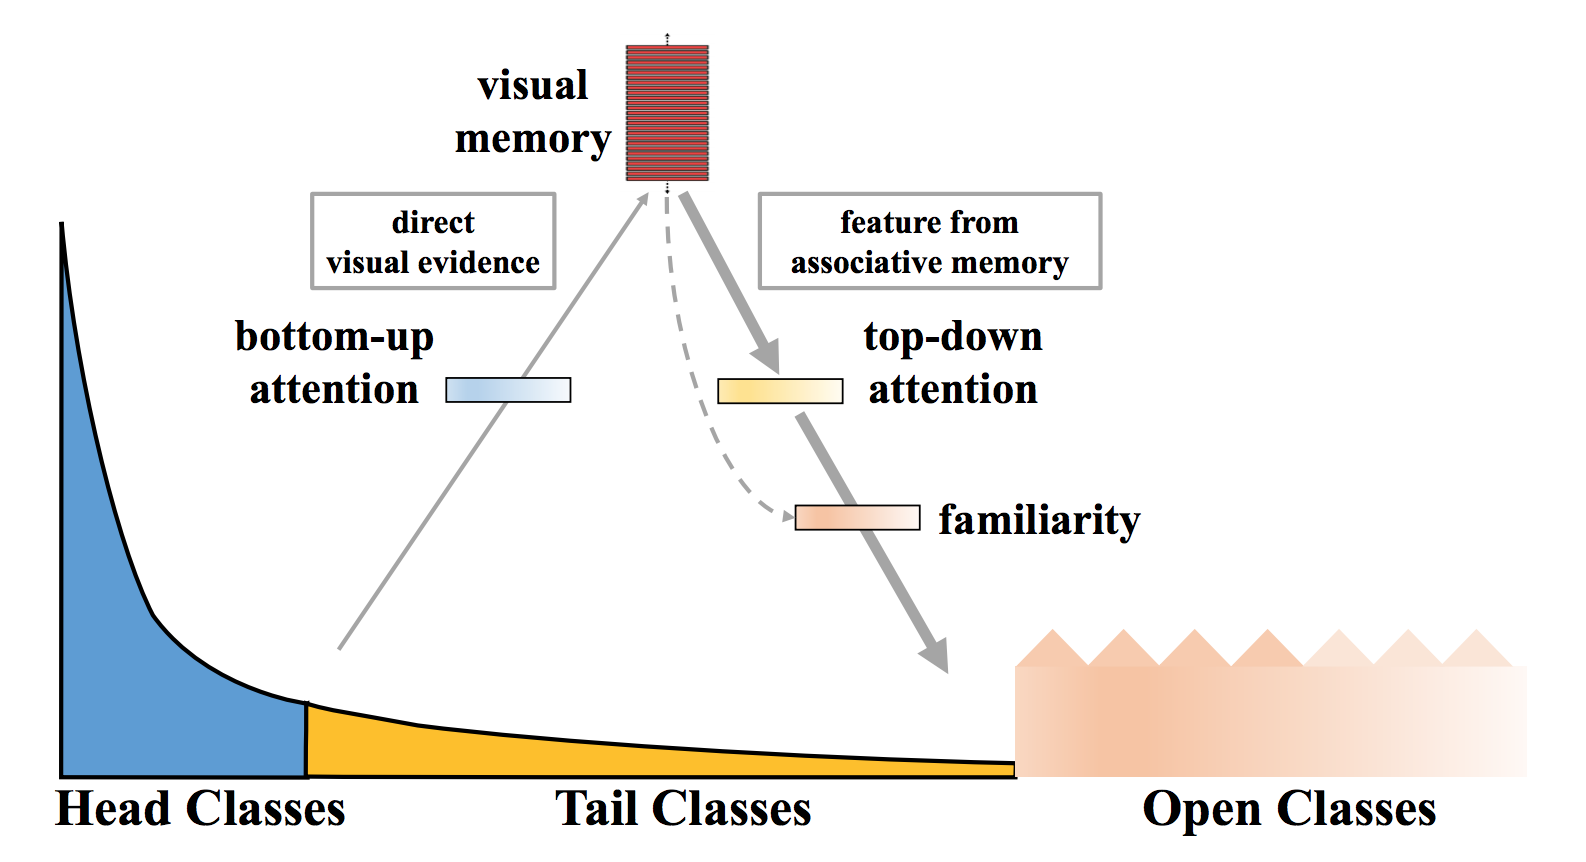 visual
memory
direct
visual evidence
feature from
associative memory
bottom-up
attention
top-down
attention
familiarity
Head Classes
Tail Classes
Open Classes